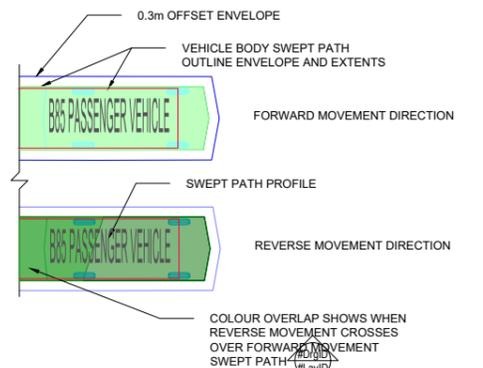 0.3m OFFSET ENVELOPE
VEHICLE BODY SWEPT PATH
OUTLINE ENVELOPE AND EXTENTS
B85 PASSENGER VEHICLE
FORWARD MOVEMENT DIRECTION
SWEPT PATH PROFILE
B85 PASSENGER VEHICLE
REVERSE MOVEMENT DIRECTION
COLOUR OVERLAP SHOWS WHEN
REVERSE MOVEMENT CROSSES
OVER FORWARD MOVEMENT
SWEPT PATH
#DrgID
#LayID